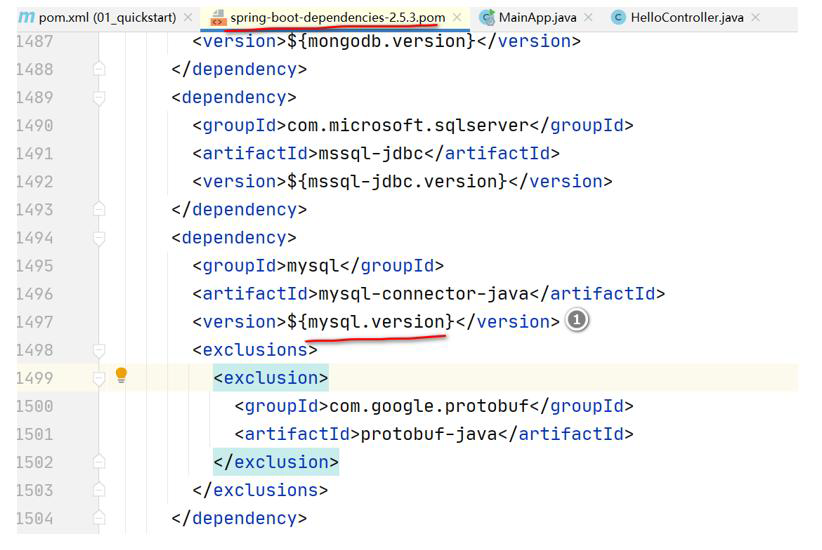 pom.xml (01_quickstart) × spring-boot-dependencies-2.5.3.pom × MainApp.java × HelloController.java ×
1487 <version>${mongodb.version}</version>
1488 </dependency>
1489 <dependency>
1490 <groupId>com.microsoft.sqlserver</groupId>
1491 <artifactId>mssql-jdbc</artifactId>
1492 <version>${mssql-jdbc.version}</version>
1493 </dependency>
1494 <dependency>
1495 <groupId>mysql</groupId>
1496 <artifactId>mysql-connector-java</artifactId>
1497 <version>${mysql.version}</version> 1
1498 <exclusions>
1499 <exclusion>
1500 <groupId>com.google.protobuf</groupId>
1501 <artifactId>protobuf-java</artifactId>
1502 </exclusion>
1503 </exclusions>
1504 </dependency>